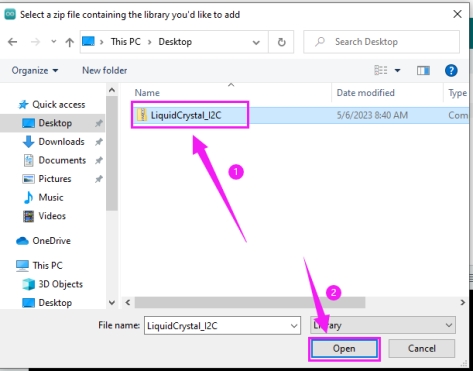 Select a zip file containing the library you'd like to add
This PC > Desktop
Search Desktop
Organize
New folder
Name
Date modified
Type
Quick access
Desktop
Downloads
Documents
Pictures
Music
Videos
OneDrive
This PC
3D Objects
Desktop
LiquidCrystal_I2C
5/6/2023 8:40 AM
Com
1
2
File name:
LiquidCrystal_I2C
Library
Open
Cancel